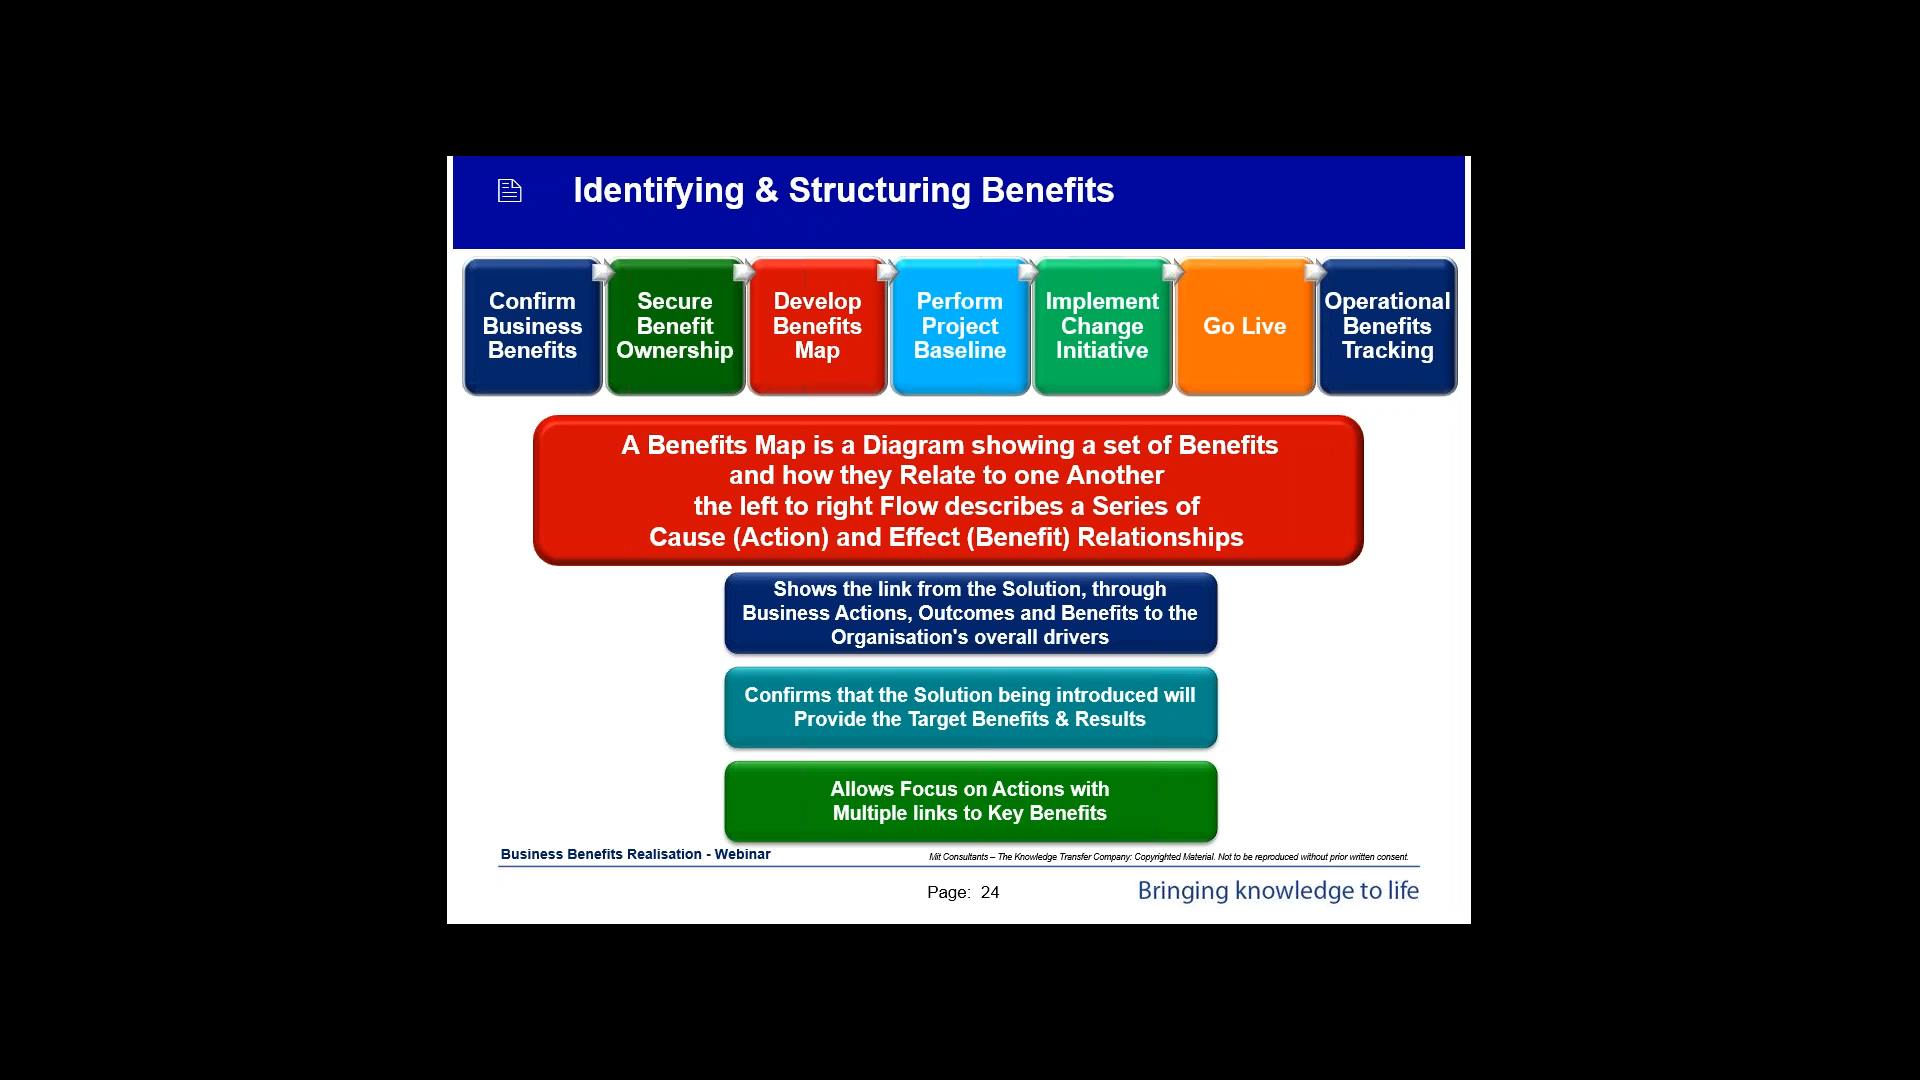 Identifying & Structuring Benefits
Confirm
Business
Benefits
Secure
Benefit
Ownership
Develop
Benefits
Map
Perform
Project
Baseline
Implement
Change
Initiative
Go Live
Operational
Benefits
Tracking
A Benefits Map is a Diagram showing a set of Benefits
and how they Relate to one Another
the left to right Flow describes a Series of
Cause (Action) and Effect (Benefit) Relationships
Shows the link from the Solution, through
Business Actions, Outcomes and Benefits to the
Organisation's overall drivers
Confirms that the Solution being introduced will
Provide the Target Benefits & Results
Allows Focus on Actions with
Multiple links to Key Benefits
Business Benefits Realisation - Webinar
Mit Consultants – The Knowledge Transfer Company: Copyrighted Material. Not to be reproduced without prior written consent.
Page: 24
Bringing knowledge to life